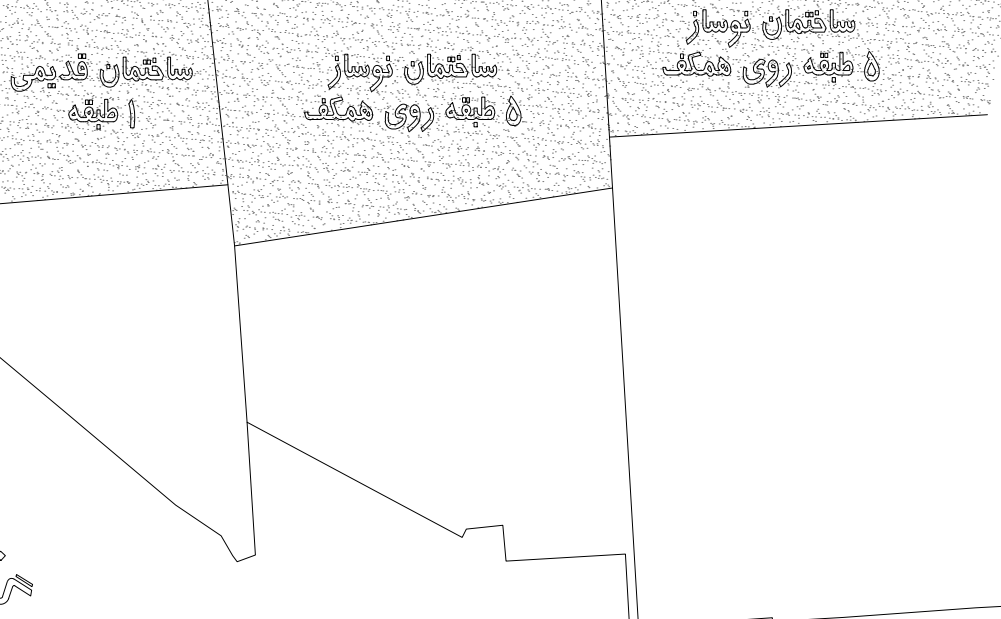 ساختمان نوساز
۵ طبقه روی همکف
ساختمان نوساز
۵ طبقه روی همکف
ساختمان قدیمی
۱ طبقه